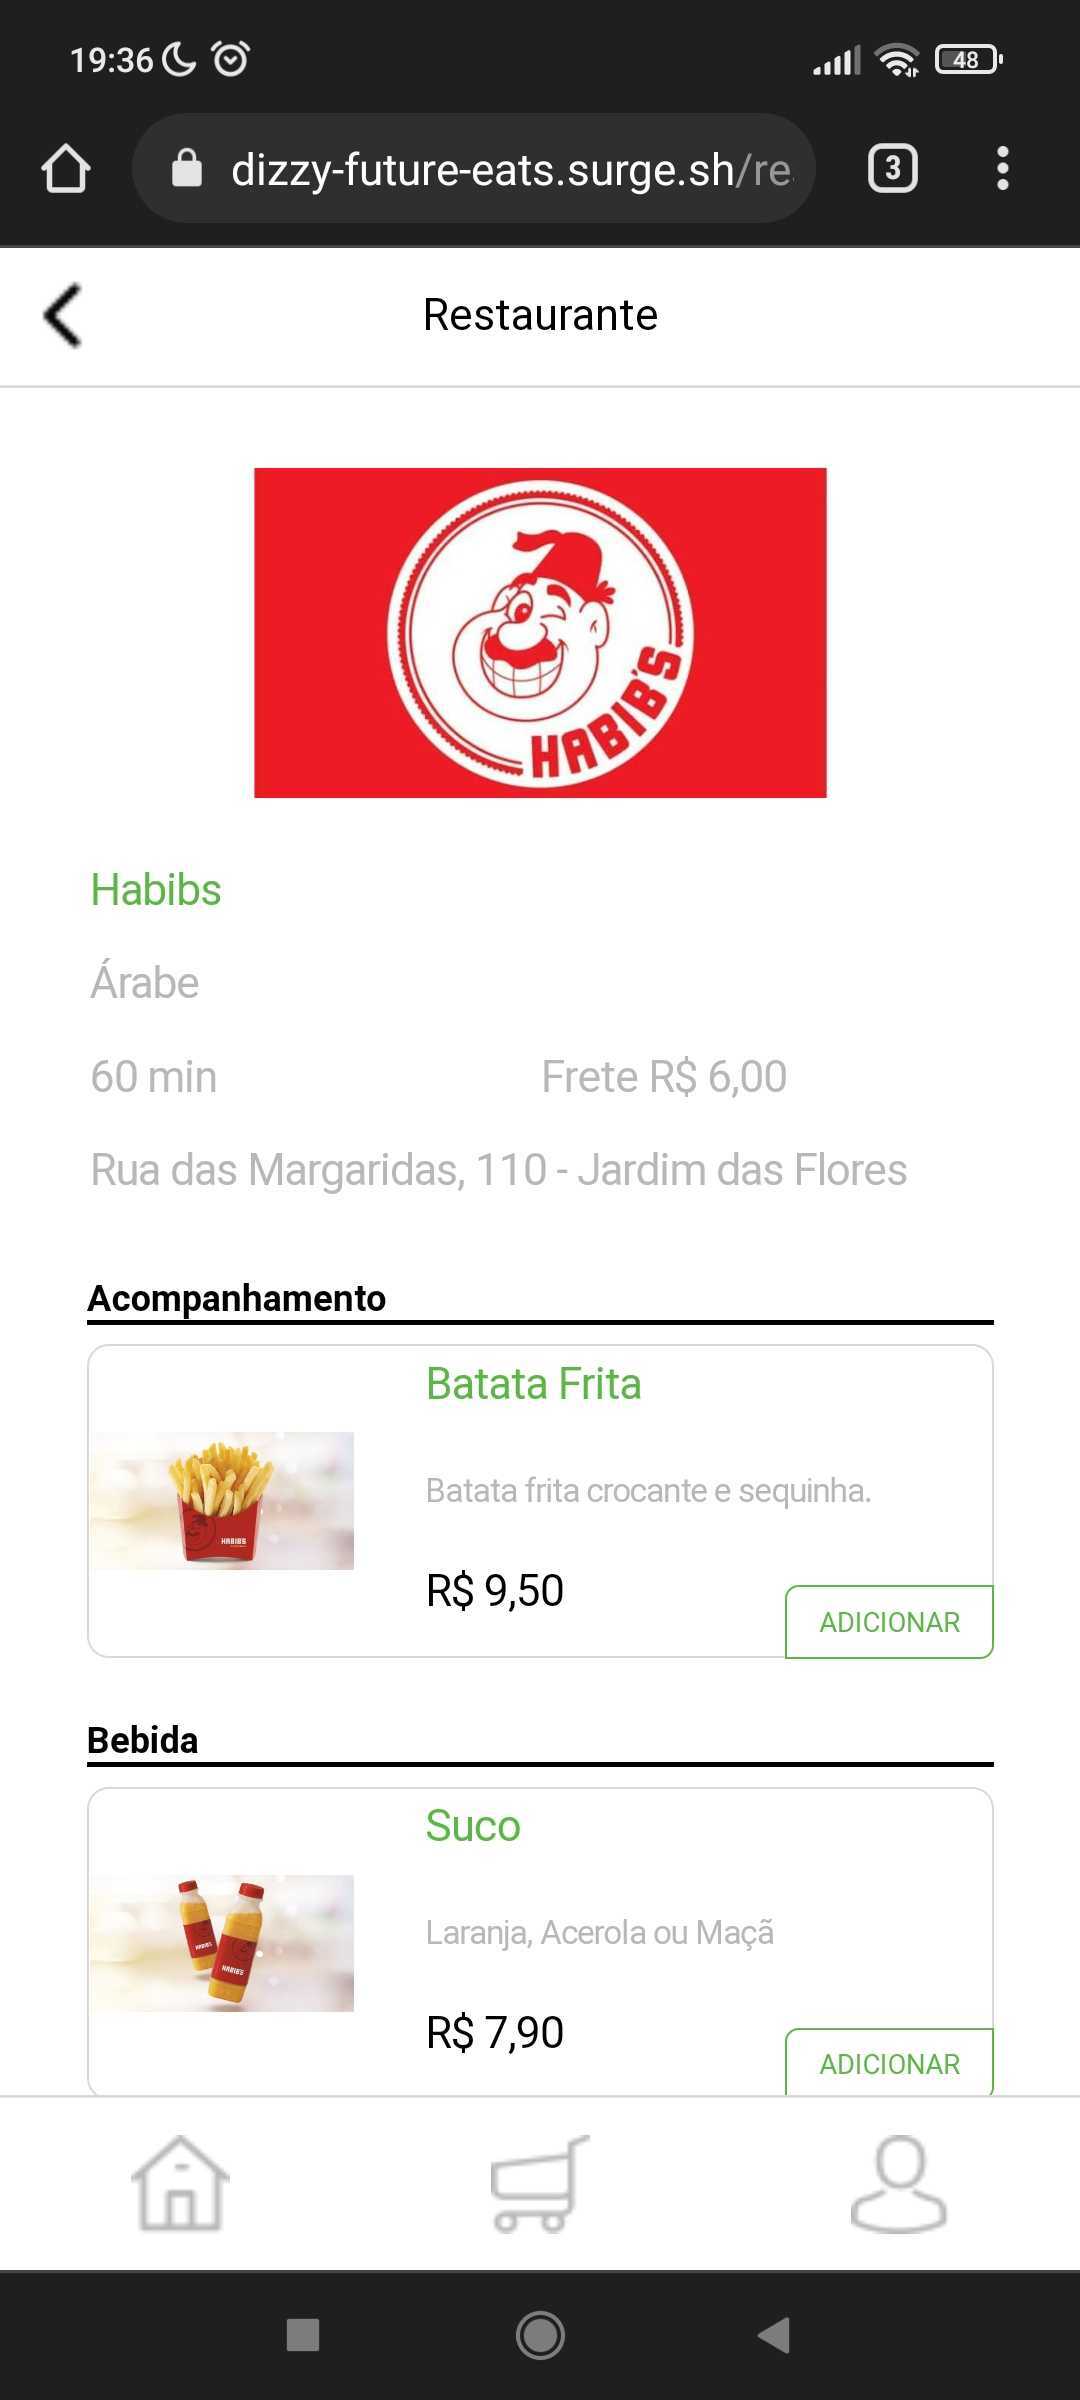 19:36
48
dizzy-future-eats.surge.sh/re
3
Restaurante
HABIB'S
Habibs
Árabe
60 min Frete R$ 6,00
Rua das Margaridas, 110 - Jardim das Flores
Acompanhamento
Batata Frita
Batata frita crocante e sequinha.
HABIBS
R$ 9,50
ADICIONAR
Bebida
Suco
Laranja, Acerola ou Maçã
HABIB'S
HABIB'S
R$ 7,90
ADICIONAR